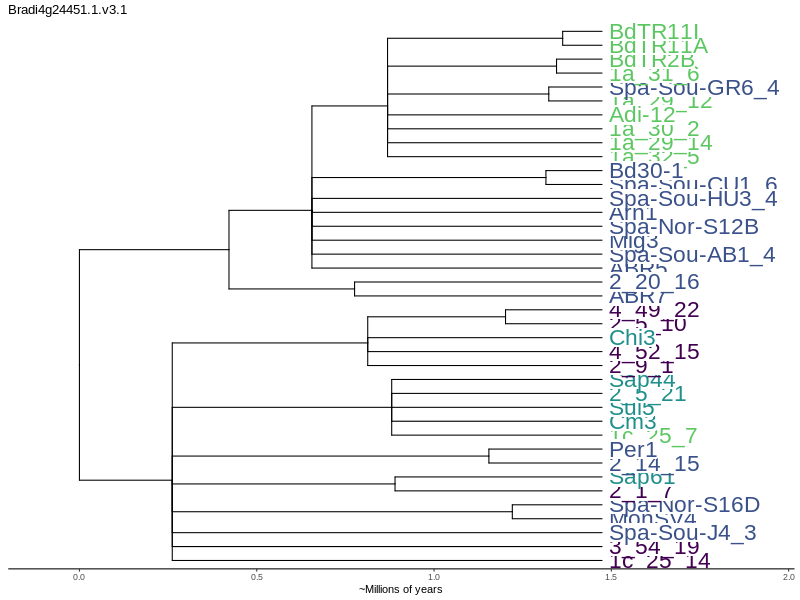 Bradi4g24451.1.v3.1
BdTR11I
BdTR11A
BdTR2B
1a_31_6
Spa-Sou-GR6_4
1a_29_12
Adi-12
1a_30_2
1a_29_14
1a_32_5
Bd30-1
Spa-Sou-CU1_6
Spa-Sou-HU3_4
Arn1
Spa-Nor-S12B
Mig3
Spa-Sou-AB1_4
ABR5
2_20_16
ABR7
4_49_22
2_5_10
Chi3
4_52_15
2_9_1
Sap44
2_5_21
Sul5
Cm3
1c_25_7
Per1
2_14_15
Sap61
2_1_7
Spa-Nor-S16D
MonSV4
Spa-Sou-J4_3
3_54_19
1c_25_14
0.0 0.5 1.0 1.5 2.0
~Millions of years